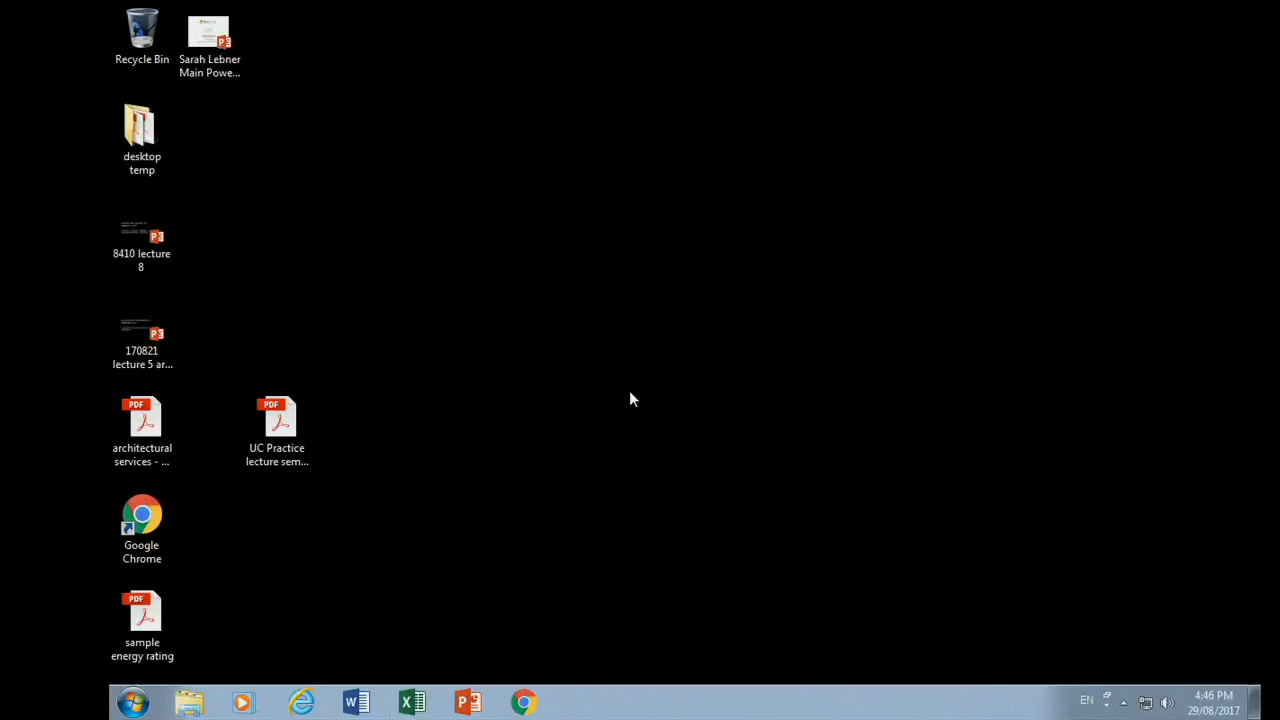 Recycle Bin
Sarah Lebner
Main Powe...
desktop
temp
8410 lecture
8
170821
lecture 5 ar...
PDF
architectural
services - ...
PDF
UC Practice
lecture sem...
Google
Chrome
PDF
sample
energy rating
EN
4:46 PM
29/08/2017